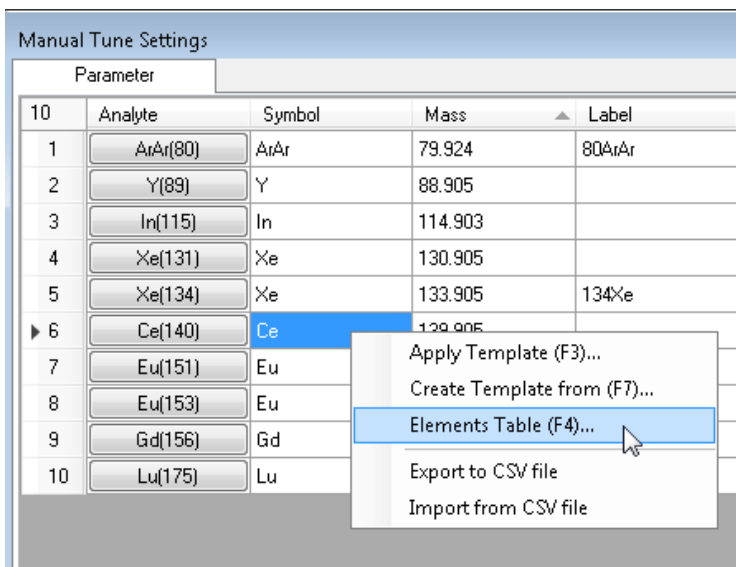 Manual Tune Settings
Parameter
10 Analyte Symbol Mass Label
1 ArAr(80) ArAr 79.924 80ArAr
2 Y(89) Y 88.905
3 In(115) In 114.903
4 Xe(131) Xe 130.905
5 Xe(134) Xe 133.905 134Xe
6 Ce(140) Ce 139.905
7 Eu(151) Eu
8 Eu(153) Eu
9 Gd(156) Gd
10 Lu(175) Lu
Apply Template (F3)...
Create Template from (F7)...
Elements Table (F4)...
Export to CSV file
Import from CSV file